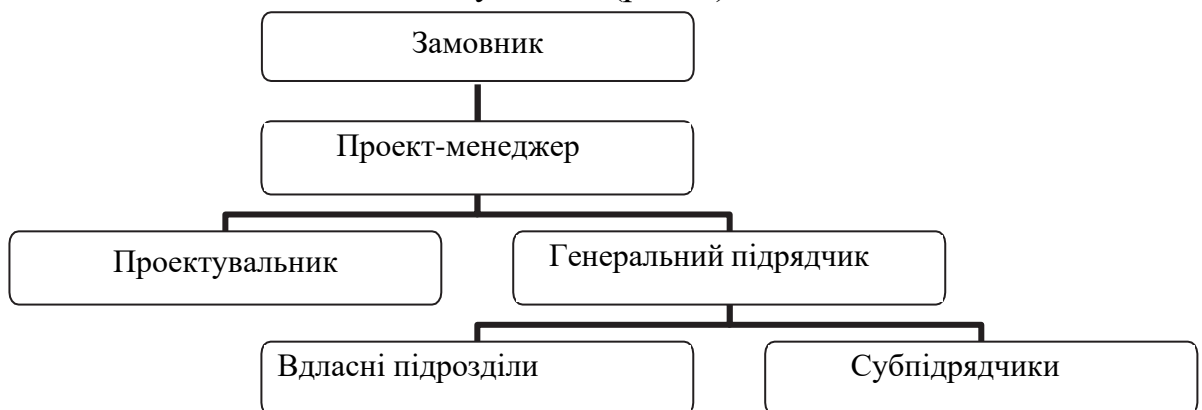 Замовник
Проект-менеджер
Проектувальник
Генеральний підрядчик
Вдласні підрозділи
Субпідрядчики